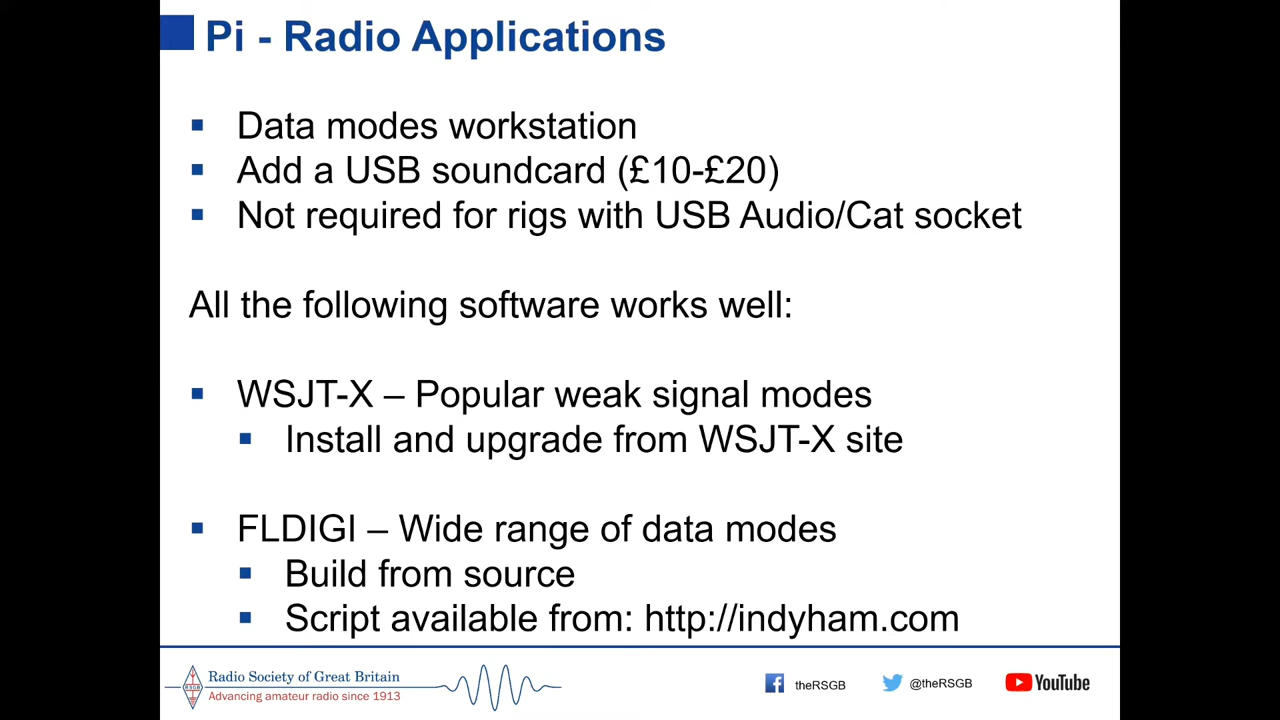 Pi - Radio Applications
Data modes workstation
Add a USB soundcard (£10-£20)
Not required for rigs with USB Audio/Cat socket
All the following software works well:
WSJT-X – Popular weak signal modes
Install and upgrade from WSJT-X site
FLDIGI – Wide range of data modes
Build from source
Script available from: http://indyham.com
RSGB
Radio Society of Great Britain
Advancing amateur radio since 1913
theRSGB
@theRSGB
YouTube